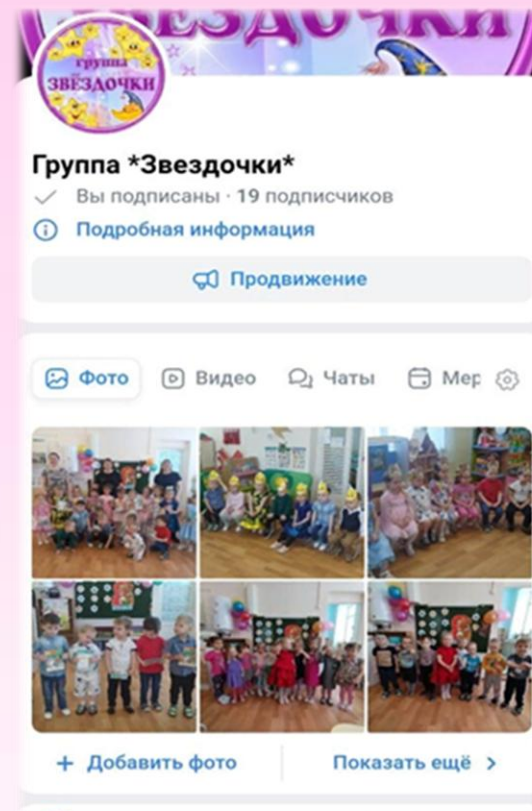 ЗВЕЗДОЧКИ
группа
ЗВЁЗДОЧКИ
Группа *Звездочки*
Вы подписаны · 19 подписчиков
Подробная информация
Продвижение
Фото Видео Чаты Мер
+ Добавить фото Показать ещё >